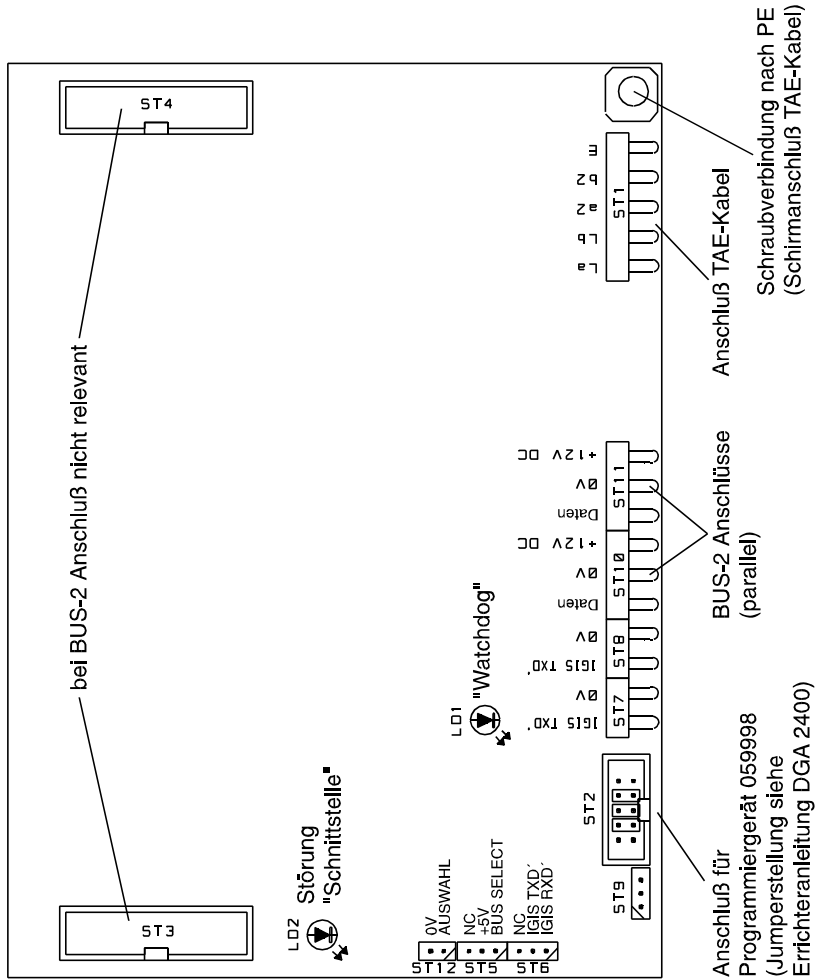 ST4
bei BUS-2 Anschluß nicht relevant
ST3
LD2
Störung
"Schnittstelle"
LD1
"Watchdog"
0V
AUSWAHL
NC
+5V
BUS SELECT
NC
IGIS TXD´
IGIS RXD´
ST12
ST5
ST6
ST9
ST2
IGIS TXD'
0V
IGIS TXD'
0V
Daten
0V
+12V DC
Daten
0V
+12V DC
ST7
ST8
ST10
ST11
La
Lb
a2
b2
E
ST1
Anschluß für
Programmiergerät 059998
(Jumperstellung siehe
Errichteranleitung DGA 2400)
BUS-2 Anschlüsse
(parallel)
Anschluß TAE-Kabel
Schraubverbindung nach PE
(Schirmanschluß TAE-Kabel)